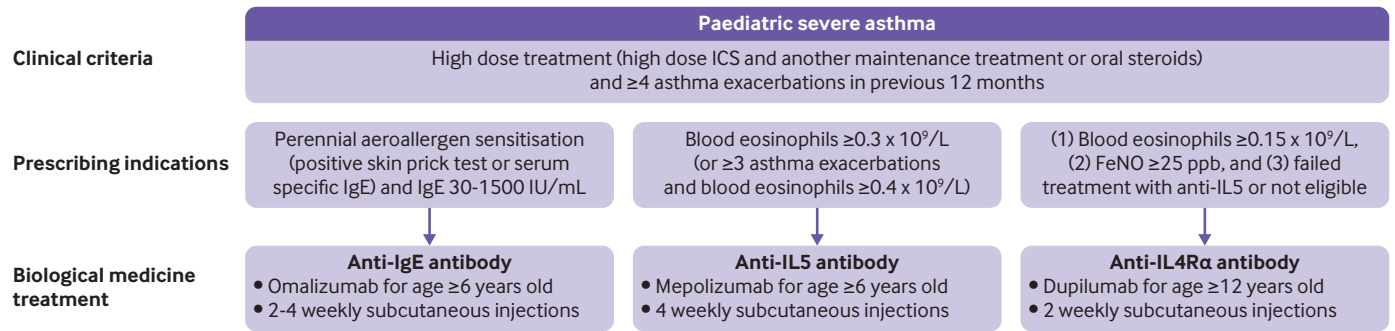 Paediatric severe asthma
Clinical criteria
High dose treatment (high dose ICS and another maintenance treatment or oral steroids)
and ≥4 asthma exacerbations in previous 12 months
Prescribing indications
Perennial aeroallergen sensitisation
(positive skin prick test or serum
specific IgE) and IgE 30-1500 IU/mL
Blood eosinophils ≥0.3 x 10⁹/L
(or ≥3 asthma exacerbations
and blood eosinophils ≥0.4 x 10⁹/L)
(1) Blood eosinophils ≥0.15 x 10⁹/L,
(2) FeNO ≥25 ppb, and (3) failed
treatment with anti-IL5 or not eligible
Biological medicine
treatment
Anti-IgE antibody
• Omalizumab for age ≥6 years old
• 2-4 weekly subcutaneous injections
Anti-IL5 antibody
• Mepolizumab for age ≥6 years old
• 4 weekly subcutaneous injections
Anti-IL4Rα antibody
• Dupilumab for age ≥12 years old
• 2 weekly subcutaneous injections